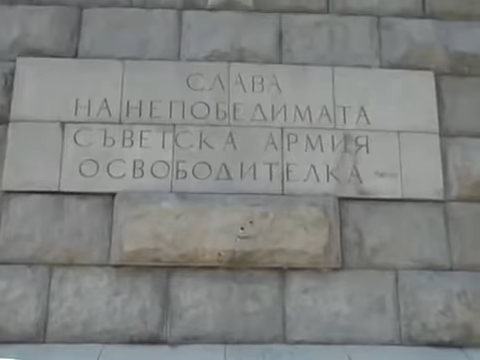 СЛАВА
НА НЕПОБЕДИМАТА
СЪВЕТСКА АРМИЯ
ОСВОБОДИТЕЛКА